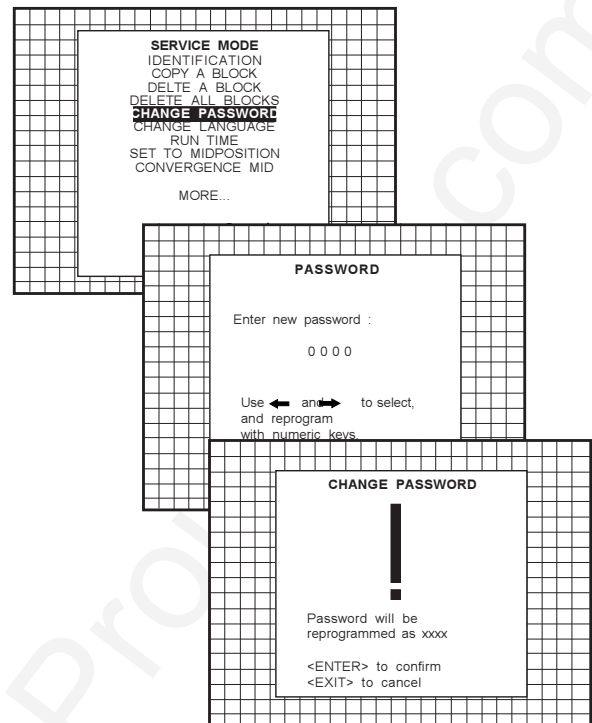 SERVICE MODE
IDENTIFICATION
COPY A BLOCK
DELTE A BLOCK
DELETE ALL BLOCKS
CHANGE PASSWORD
CHANGE LANGUAGE
RUN TIME
SET TO MIDPOSITION
CONVERGENCE MID
MORE...
PASSWORD
Enter new password :
0 0 0 0
Use and to select,
and reprogram
with numeric keys.
CHANGE PASSWORD
!
Password will be
reprogrammed as xxxx
<ENTER> to confirm
<EXIT> to cancel